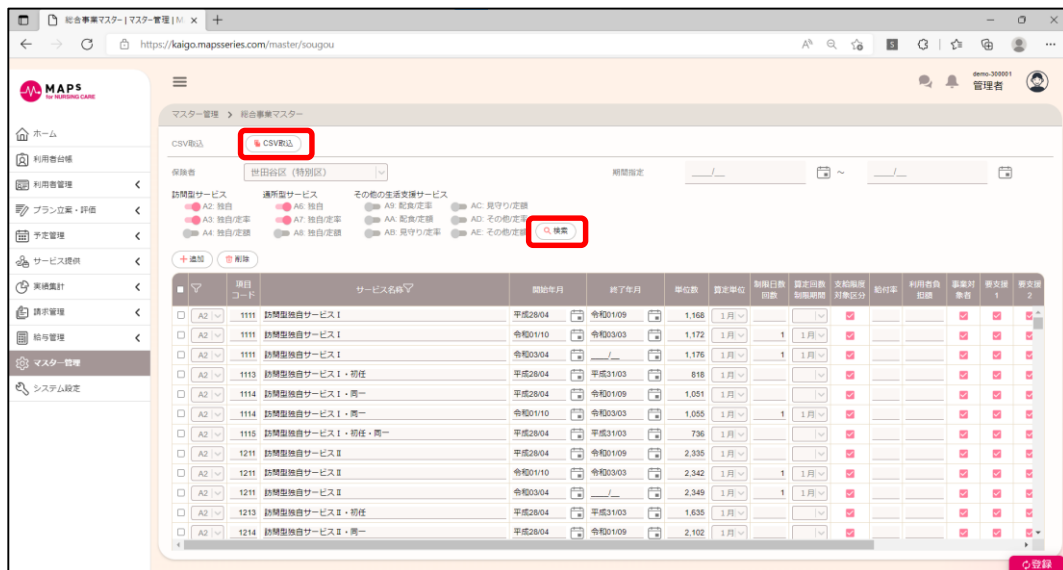 総合事業マスター | マスター管理 | M
https://kaigo.mapsseries.com/master/sougou
MAPS
for NURSING CARE
demo-300001
管理者
ホーム
利用者台帳
利用者管理
プラン立案・評価
予定管理
サービス提供
実績集計
請求管理
給与管理
マスター管理
システム設定
マスター管理 > 総合事業マスター
CSV取込 CSV取込
保険者 世田谷区（特別区） 期間指定 __/__ ~ __/__
訪問型サービス 通所型サービス その他の生活支援サービス
A2: 独自 A6: 独自 A9: 配食/定率 AC: 見守り/定額
A3: 独自/定率 A7: 独自/定率 AA: 配食/定額 AD: その他/定率
A4: 独自/定額 A8: 独自/定額 AB: 見守り/定率 AE: その他/定額 検索
+追加 削除
項目コード サービス名称 開始年月 終了年月 単位数 算定単位 制限日数回数 算定回数制限期間 支給限度対象区分 給付率 利用者負担額 事業対象者 要支援1 要支援2
A2 1111 訪問型独自サービスⅠ 平成28/04 令和01/09 1,168 1月
A2 1111 訪問型独自サービスⅠ 令和01/10 令和03/03 1,172 1月 1 1月
A2 1111 訪問型独自サービスⅠ 令和03/04 __/__ 1,176 1月 1 1月
A2 1113 訪問型独自サービスⅠ・初任 平成28/04 平成31/03 818 1月
A2 1114 訪問型独自サービスⅠ・同一 平成28/04 令和01/09 1,051 1月
A2 1114 訪問型独自サービスⅠ・同一 令和01/10 令和03/03 1,055 1月 1 1月
A2 1115 訪問型独自サービスⅠ・初任・同一 平成28/04 平成31/03 736 1月
A2 1211 訪問型独自サービスⅡ 平成28/04 令和01/09 2,335 1月
A2 1211 訪問型独自サービスⅡ 令和01/10 令和03/03 2,342 1月 1 1月
A2 1211 訪問型独自サービスⅡ 令和03/04 __/__ 2,349 1月 1 1月
A2 1213 訪問型独自サービスⅡ・初任 平成28/04 平成31/03 1,635 1月
A2 1214 訪問型独自サービスⅡ・同一 平成28/04 令和01/09 2,102 1月
登録